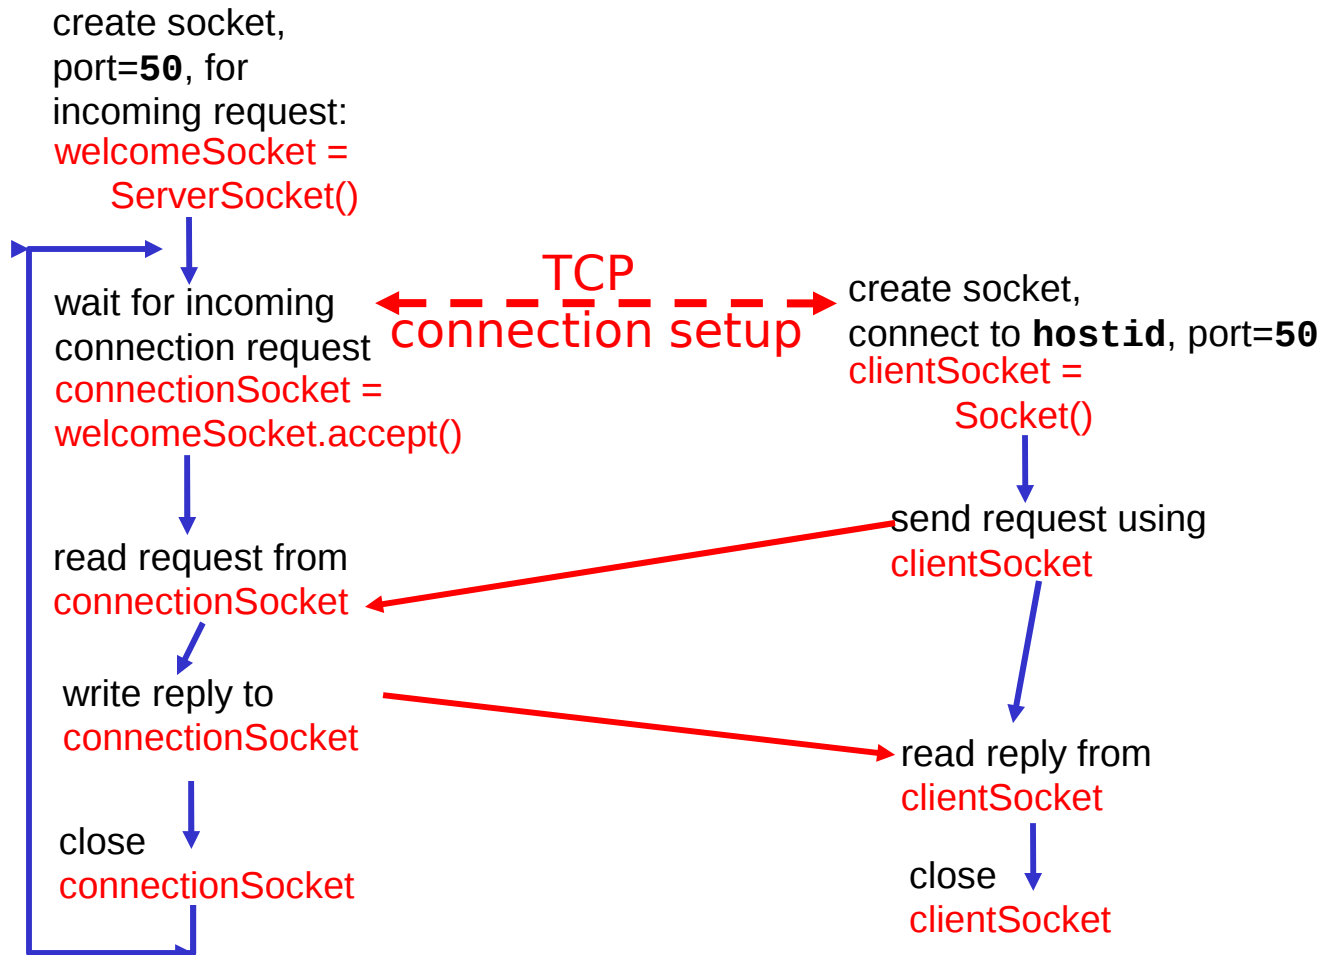 create socket,
port=50, for
incoming request:
welcomeSocket =
ServerSocket()
wait for incoming
connection request
connectionSocket =
welcomeSocket.accept()
read request from
connectionSocket
write reply to
connectionSocket
close
connectionSocket
TCP
connection setup
create socket,
connect to hostid, port=50
clientSocket =
Socket()
send request using
clientSocket
read reply from
clientSocket
close
clientSocket